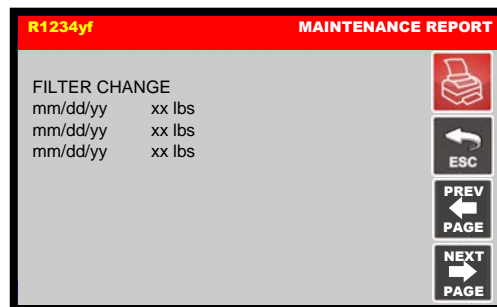 R1234yf MAINTENANCE REPORT
FILTER CHANGE
mm/dd/yy xx lbs
mm/dd/yy xx lbs
mm/dd/yy xx lbs
ESC
PREV
PAGE
NEXT
PAGE